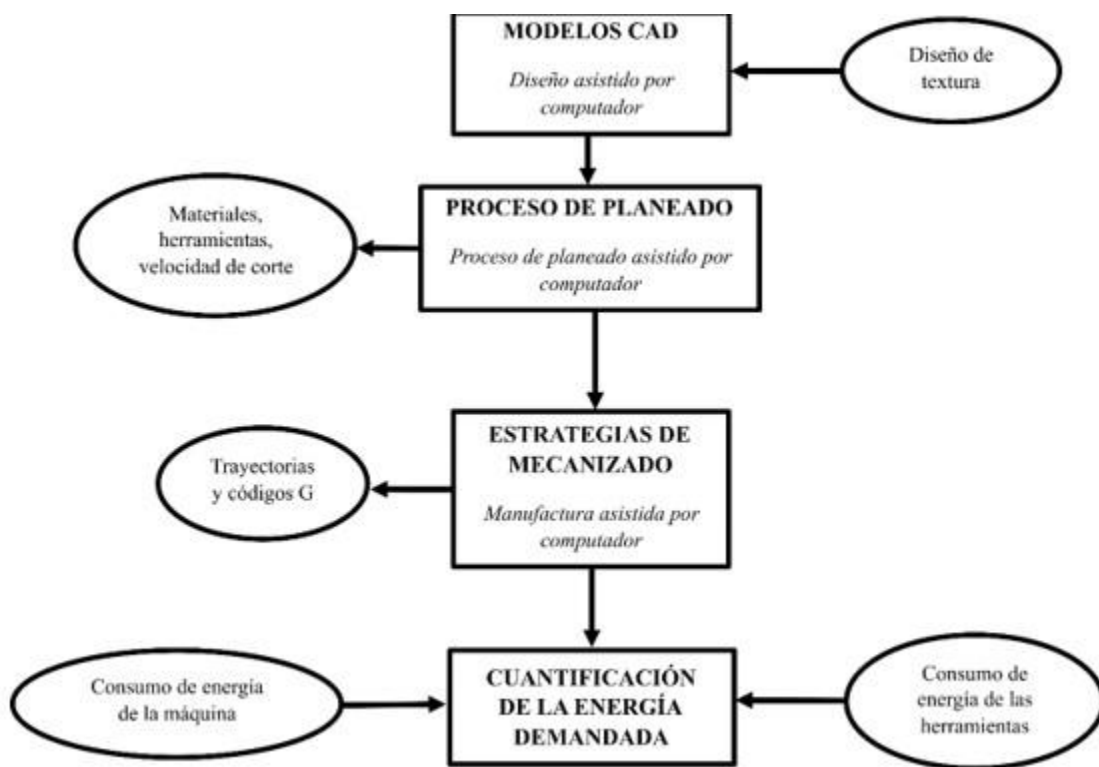 MODELOS CAD
Diseño asistido por
computador
Diseño de
textura
PROCESO DE PLANEADO
Proceso de planeado asistido por
computador
Materiales,
herramientas,
velocidad de corte
ESTRATEGIAS DE
MECANIZADO
Manufactura asistida por
computador
Trayectorias
y códigos G
Consumo de energía
de la máquina
CUANTIFICACIÓN
DE LA ENERGÍA
DEMANDADA
Consumo de
energía de las
herramientas